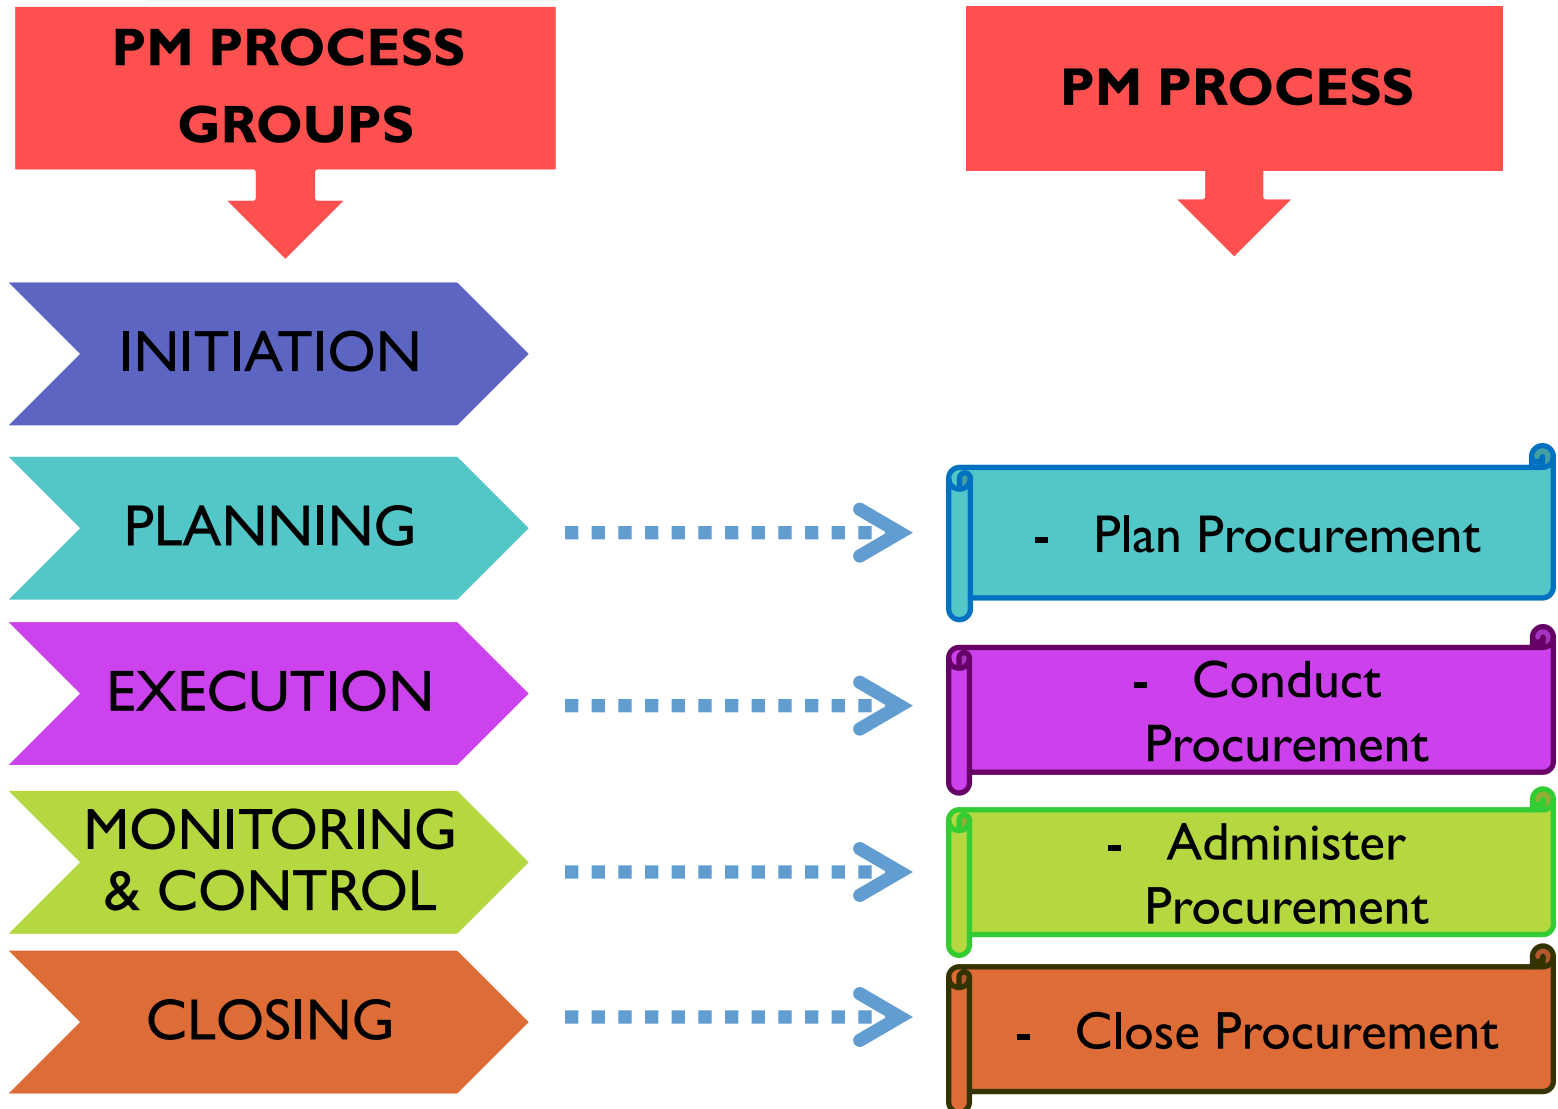 PM PROCESS
GROUPS
PM PROCESS
INITIATION
PLANNING
- Plan Procurement
EXECUTION
- Conduct
Procurement
MONITORING
& CONTROL
- Administer
Procurement
CLOSING
- Close Procurement